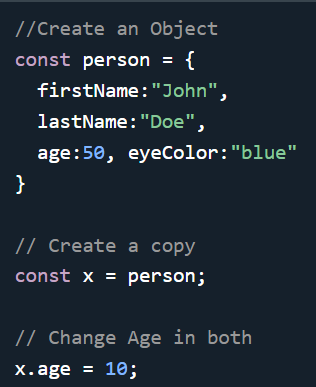 //Create an Object
const person = {
  firstName:"John",
  lastName:"Doe",
  age:50, eyeColor:"blue"
}

// Create a copy
const x = person;

// Change Age in both
x.age = 10;